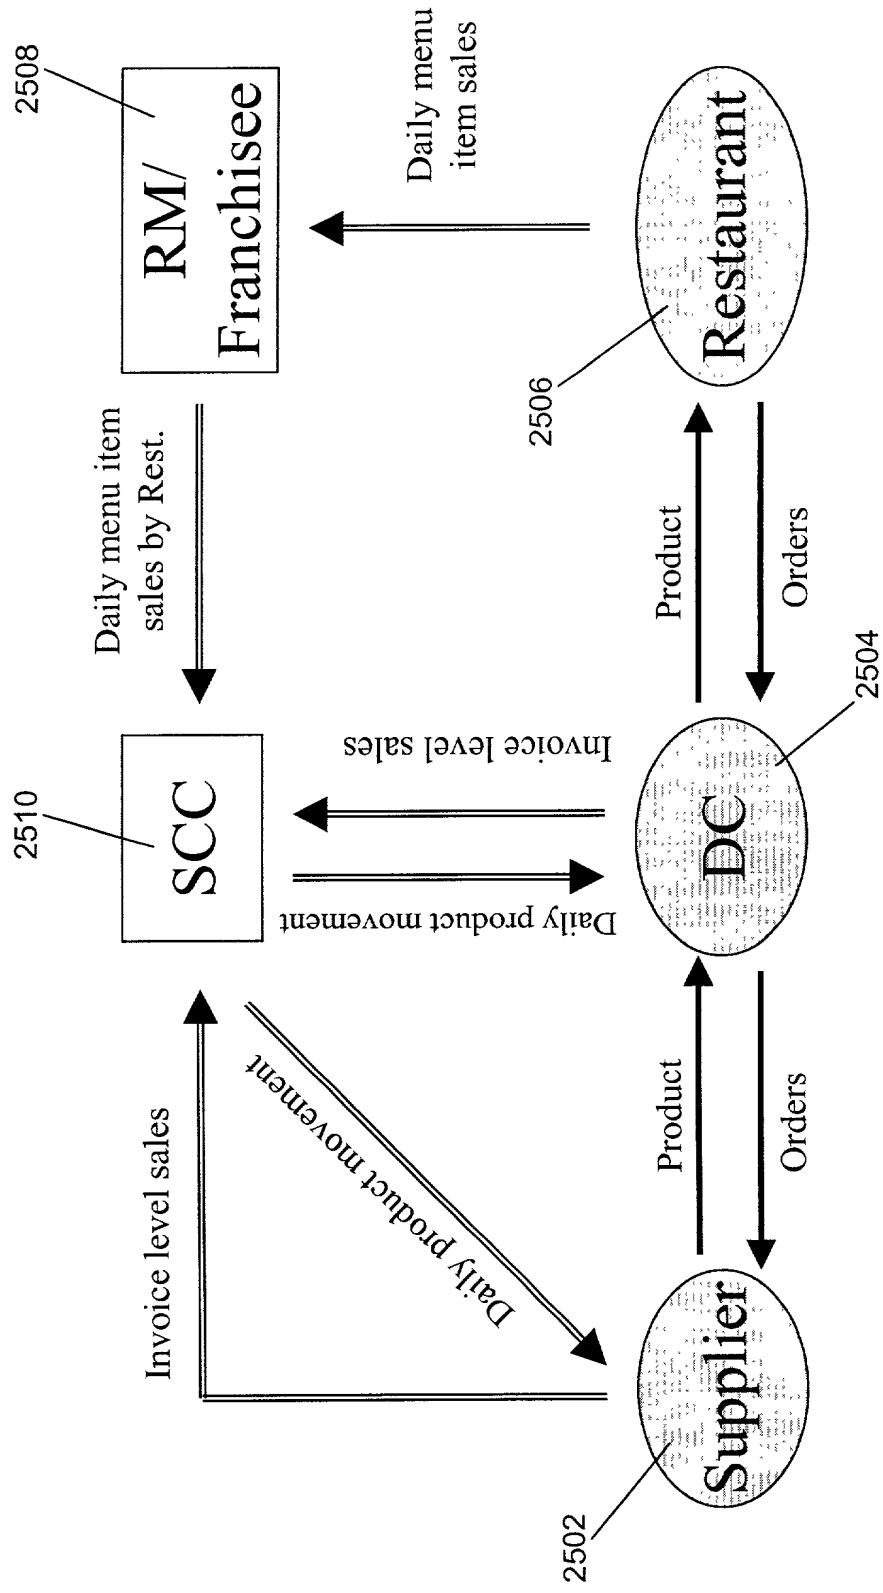 2510
2508
SCC
RM/
Franchisee
Invoice level sales
Daily menu item
sales by Rest.
Daily product movement
Daily product movement
Invoice level sales
Daily menu
item sales
2502
Supplier
Product
Orders
DC
2504
Product
Orders
2506
Restaurant